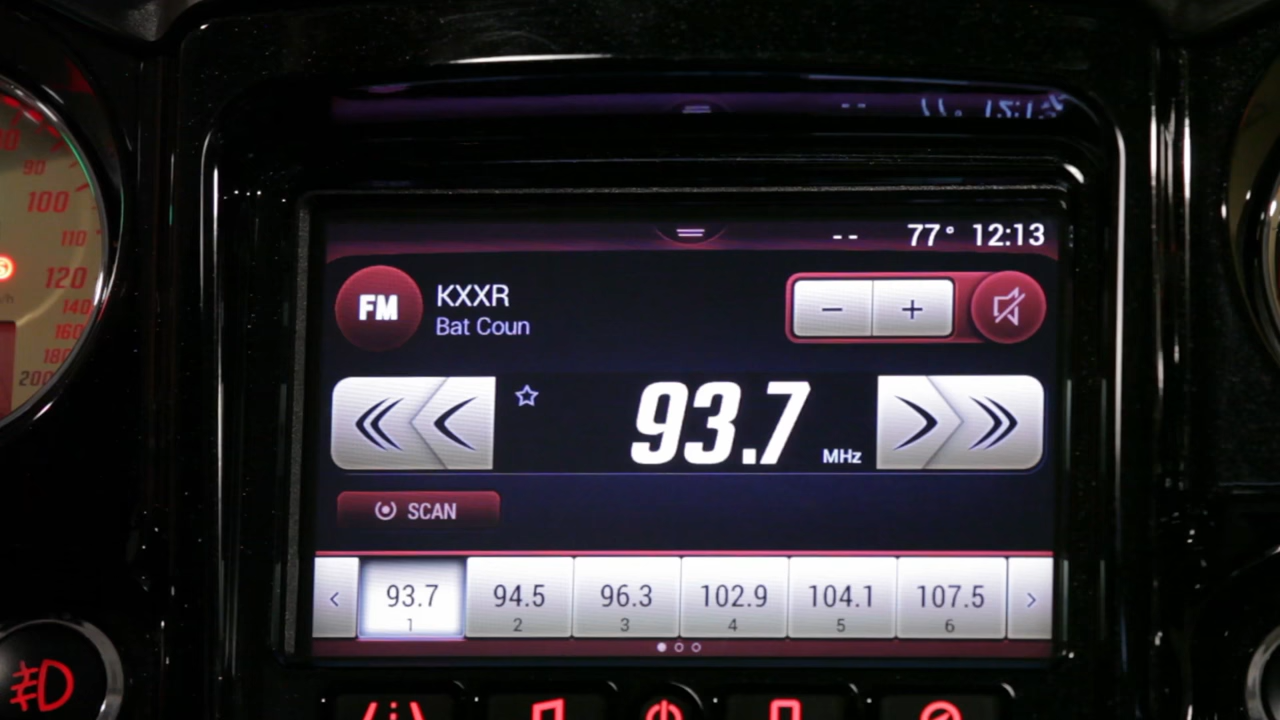 77° 12:13
FM
KXXR
Bat Coun
- +
93.7
MHz
SCAN
93.7 94.5 96.3 102.9 104.1 107.5
1 2 3 4 5 6
90
100
110
120
140
160
180
200